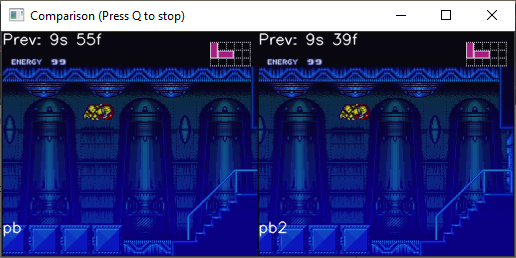 Comparison (Press Q to stop)
Prev: 9s 55f
ENERGY 99
pb
Prev: 9s 39f
ENERGY 99
pb2